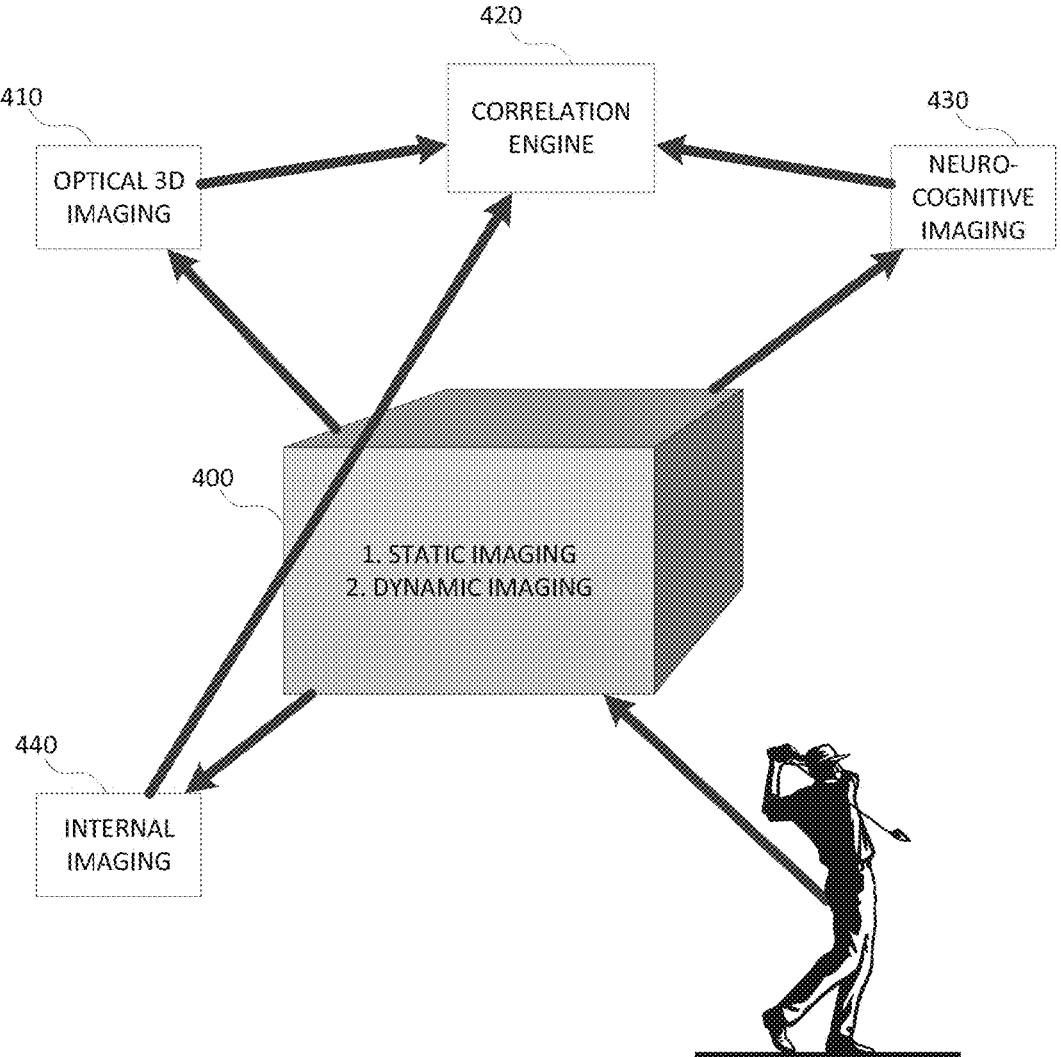 420
CORRELATION
ENGINE
410
OPTICAL 3D
IMAGING
430
NEURO-
COGNITIVE
IMAGING
400
1. STATIC IMAGING
2. DYNAMIC IMAGING
440
INTERNAL
IMAGING